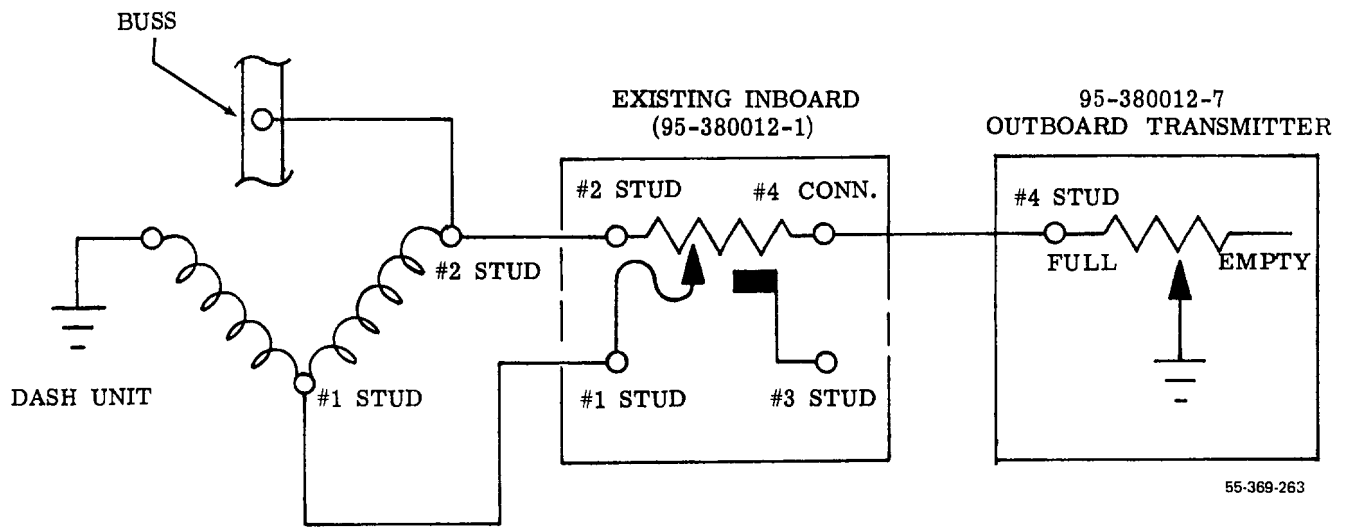 BUSS
EXISTING INBOARD
(95-380012-1)
95-380012-7
OUTBOARD TRANSMITTER
#2 STUD
#4 CONN.
#4 STUD
FULL
EMPTY
#2 STUD
DASH UNIT
#1 STUD
#1 STUD
#3 STUD
55-369-263